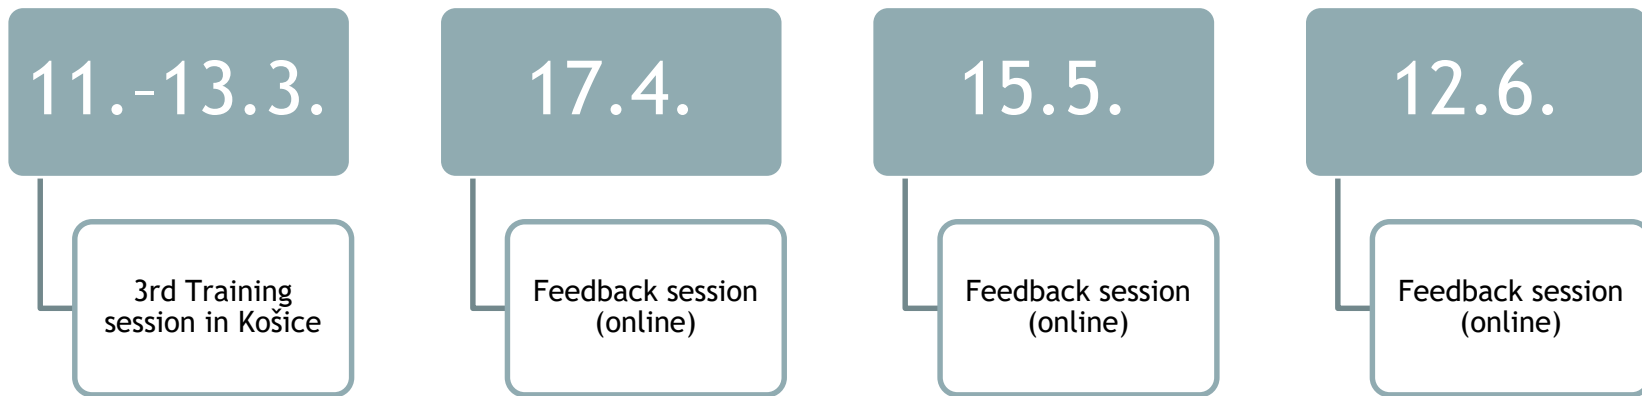 11.-13.3.
3rd Training
session in Košice
17.4.
Feedback session
(online)
15.5.
Feedback session
(online)
12.6.
Feedback session
(online)